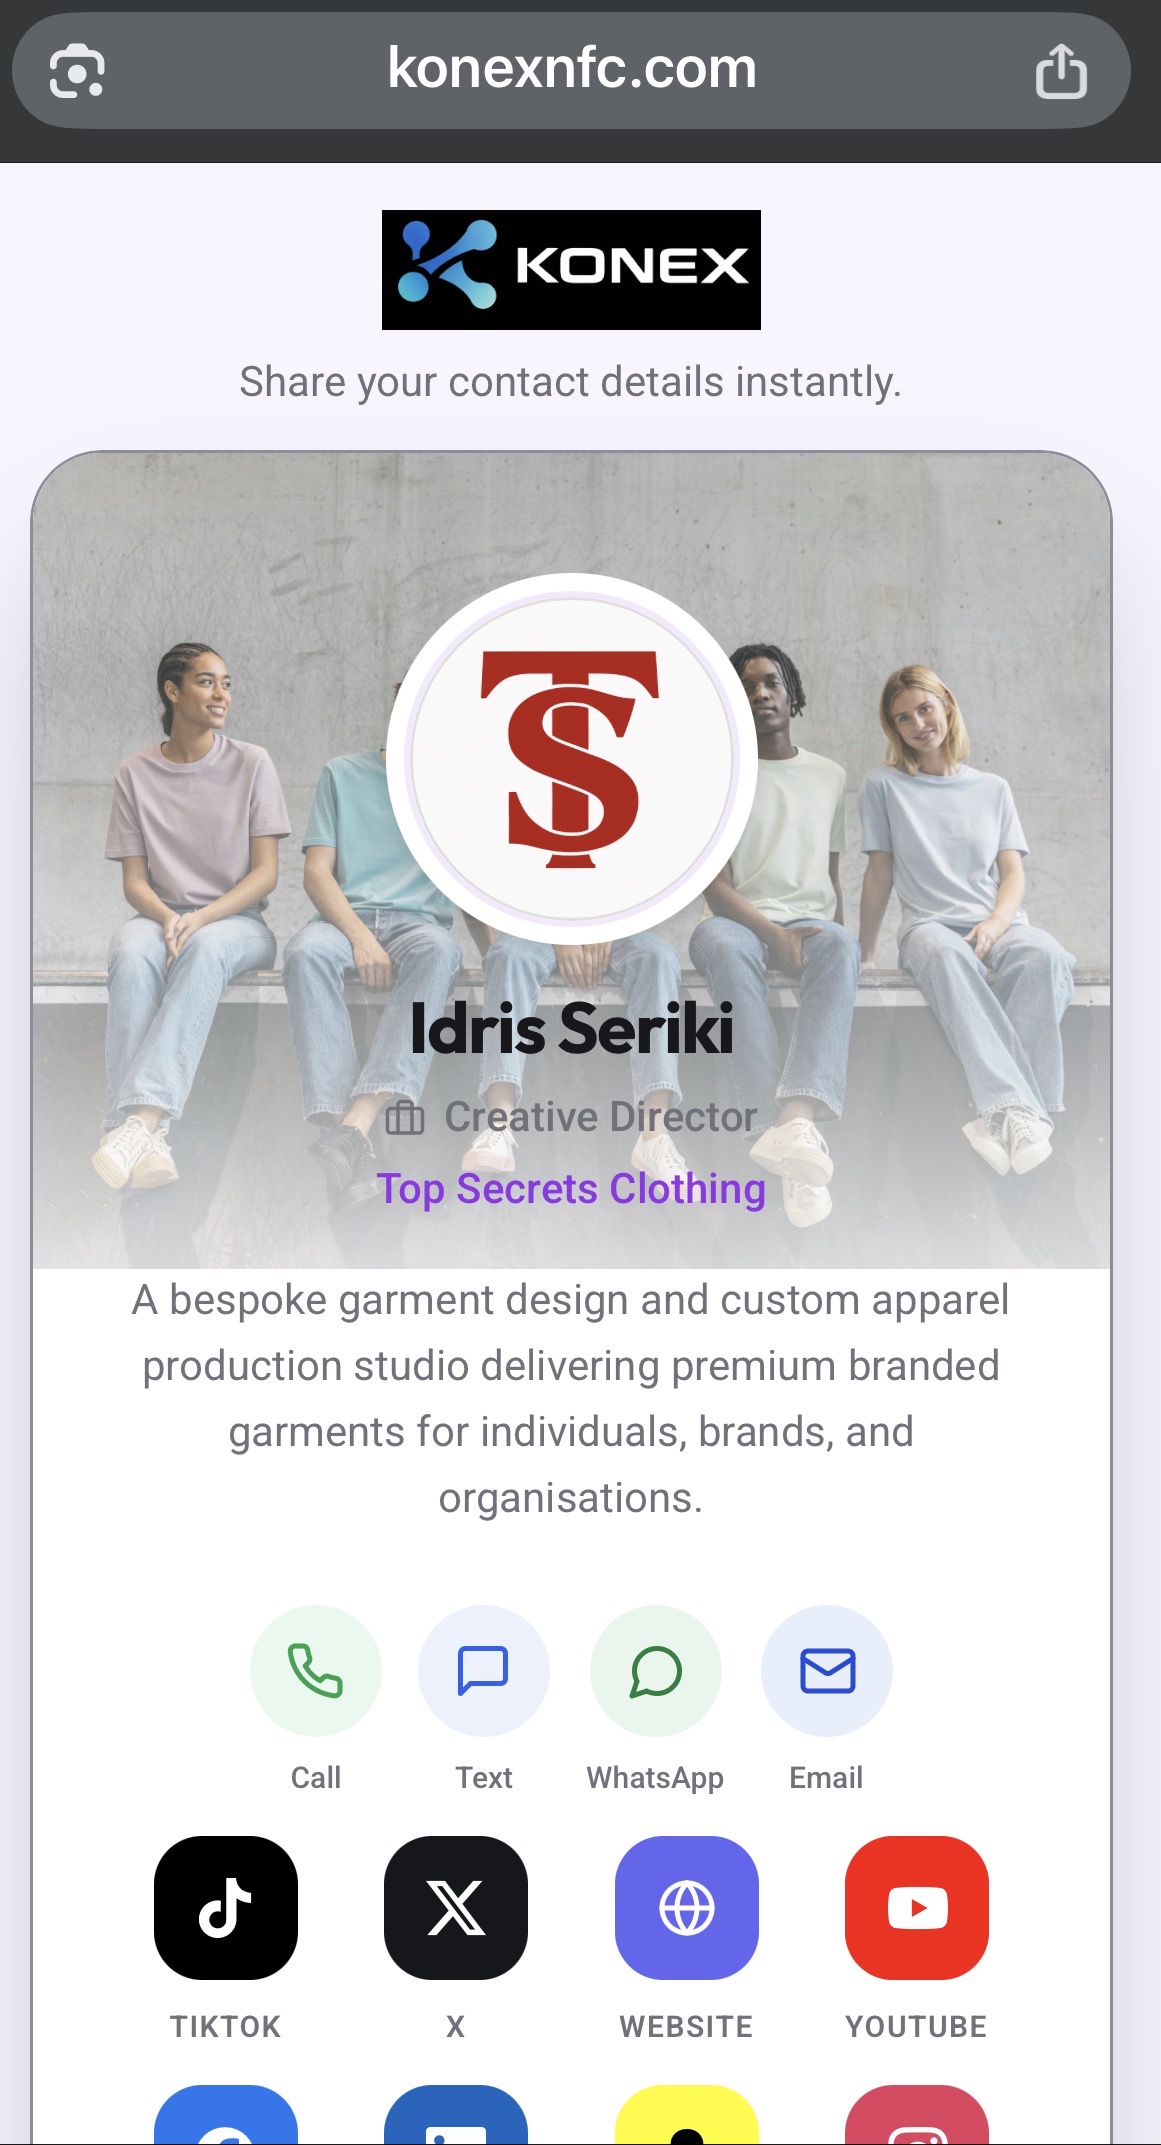 konexnfc.com
KONEX
Share your contact details instantly.
TS
Idris Seriki
Creative Director
Top Secrets Clothing
A bespoke garment design and custom apparel
production studio delivering premium branded
garments for individuals, brands, and
organisations.
Call Text WhatsApp Email
TIKTOK X WEBSITE YOUTUBE